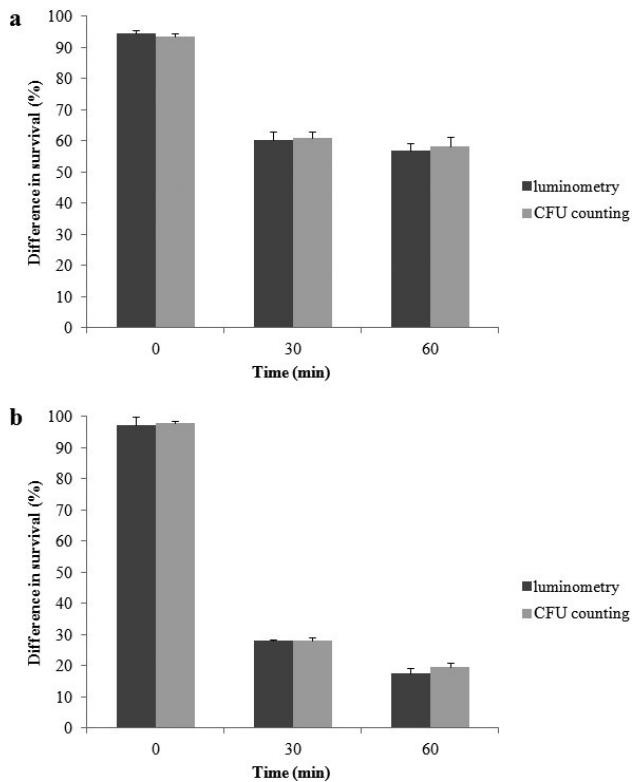 a
Difference in survival (%)
100
90
80
70
60
50
40
30
20
10
0
0 30 60
Time (min)
luminometry
CFU counting
b
Difference in survival (%)
100
90
80
70
60
50
40
30
20
10
0
0 30 60
Time (min)
luminometry
CFU counting